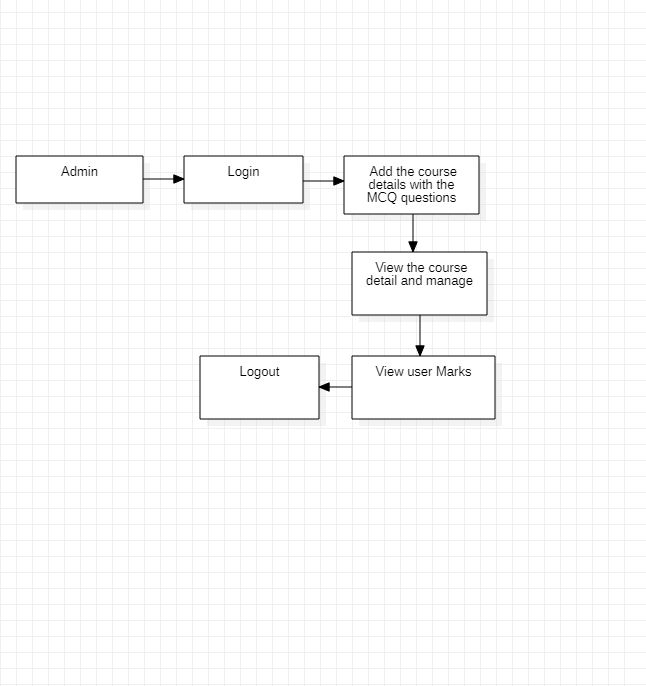 Admin
Login
Add the course
details with the
MCQ questions
View the course
detail and manage
View user Marks
Logout